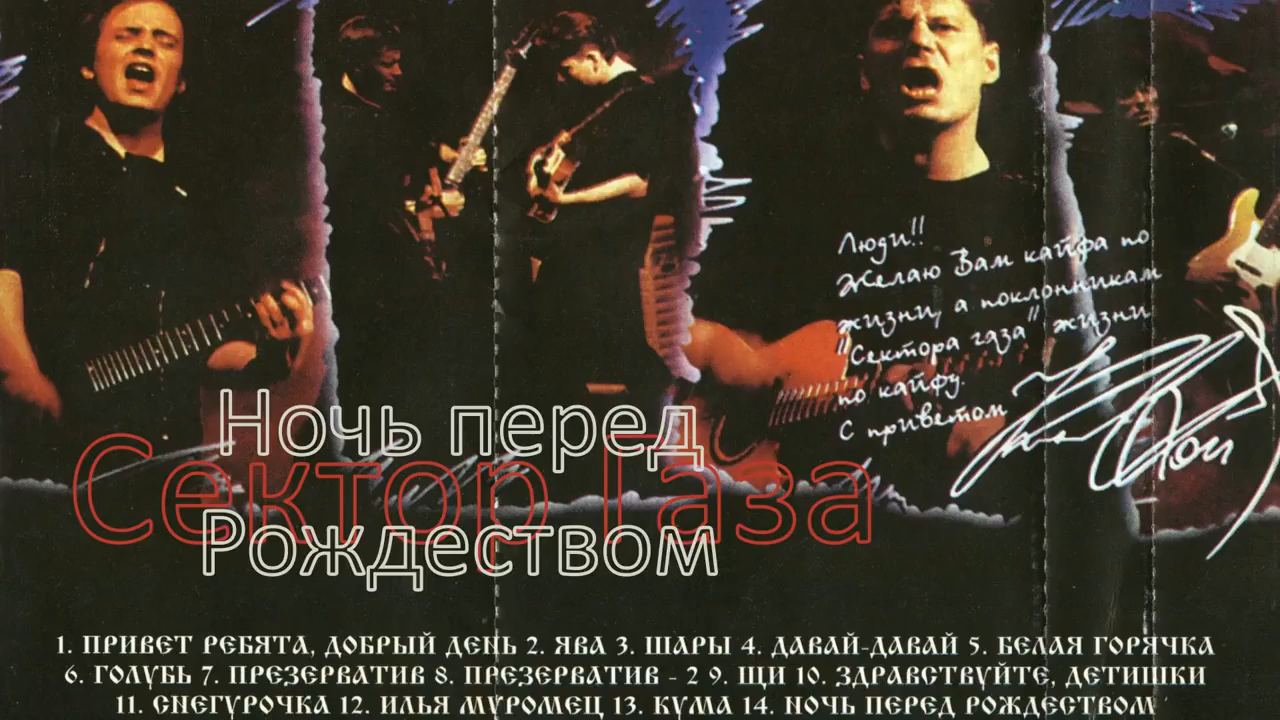 Люди!!
Желаю Вам кайфа по
жизни, а поклонникам
"Сектора газа" жизни
по кайфу.
С приветом
Хой
Ночь перед
Сектор Газа
Рождеством
1. ПРИВЕТ РЕБЯТА, ДОБРЫЙ ДЕНЬ 2. ЯВА 3. ШАРЫ 4. ДАВАЙ-ДАВАЙ 5. БЕЛАЯ ГОРЯЧКА
6. ГОЛУБЬ 7. ПРЕЗЕРВАТИВ 8. ПРЕЗЕРВАТИВ - 2 9. ЩИ 10. ЗДРАВСТВУЙТЕ, ДЕТИШКИ
11. СНЕГУРОЧКА 12. ИЛЬЯ МУРОМЕЦ 13. КУМА 14. НОЧЬ ПЕРЕД РОЖДЕСТВОМ